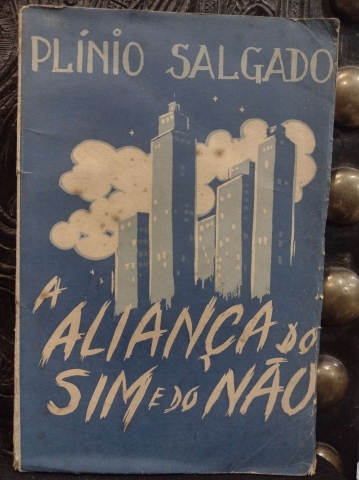 PLÍNIO SALGADO
A
ALIANÇA DO
SIM E DO NÃO